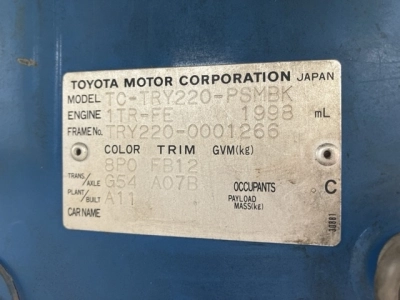 TOYOTA MOTOR CORPORATION JAPAN
MODEL TC-TRY220-PSMBK
ENGINE 1TR-FE 1998 mL
FRAME No. TRY220-0001266
COLOR TRIM GVM(kg)
8P0 FB12
TRANS./AXLE G54 A07B OCCUPANTS C
PLANT/BUILT A11 PAYLOAD MASS(kg)
CAR NAME